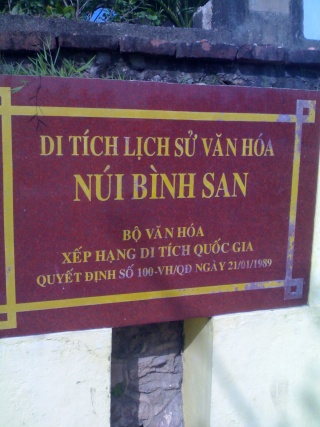 DI TÍCH LỊCH SỬ VĂN HÓA
NÚI BÌNH SAN
BỘ VĂN HÓA
XẾP HẠNG DI TÍCH QUỐC GIA
QUYẾT ĐỊNH SỐ 100-VH/QĐ NGÀY 21/01/1989